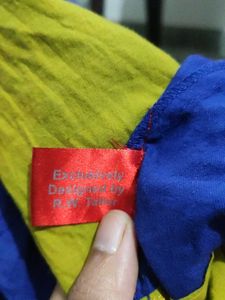 Exclusively
Designed by
P.M. Tailor